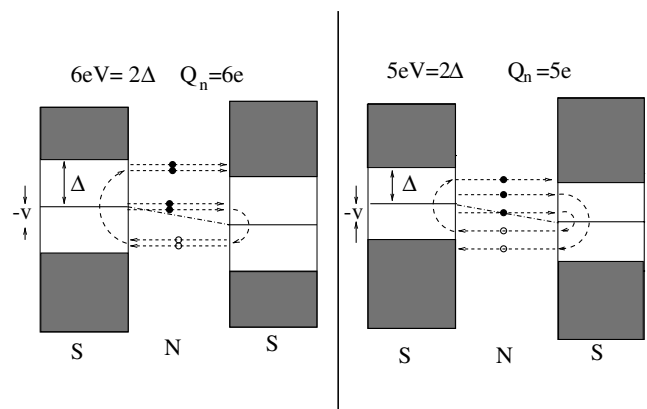 6eV= 2Δ Q_n=6e
Δ
-v
S N S
5eV=2Δ Q_n=5e
Δ
-v
S N S